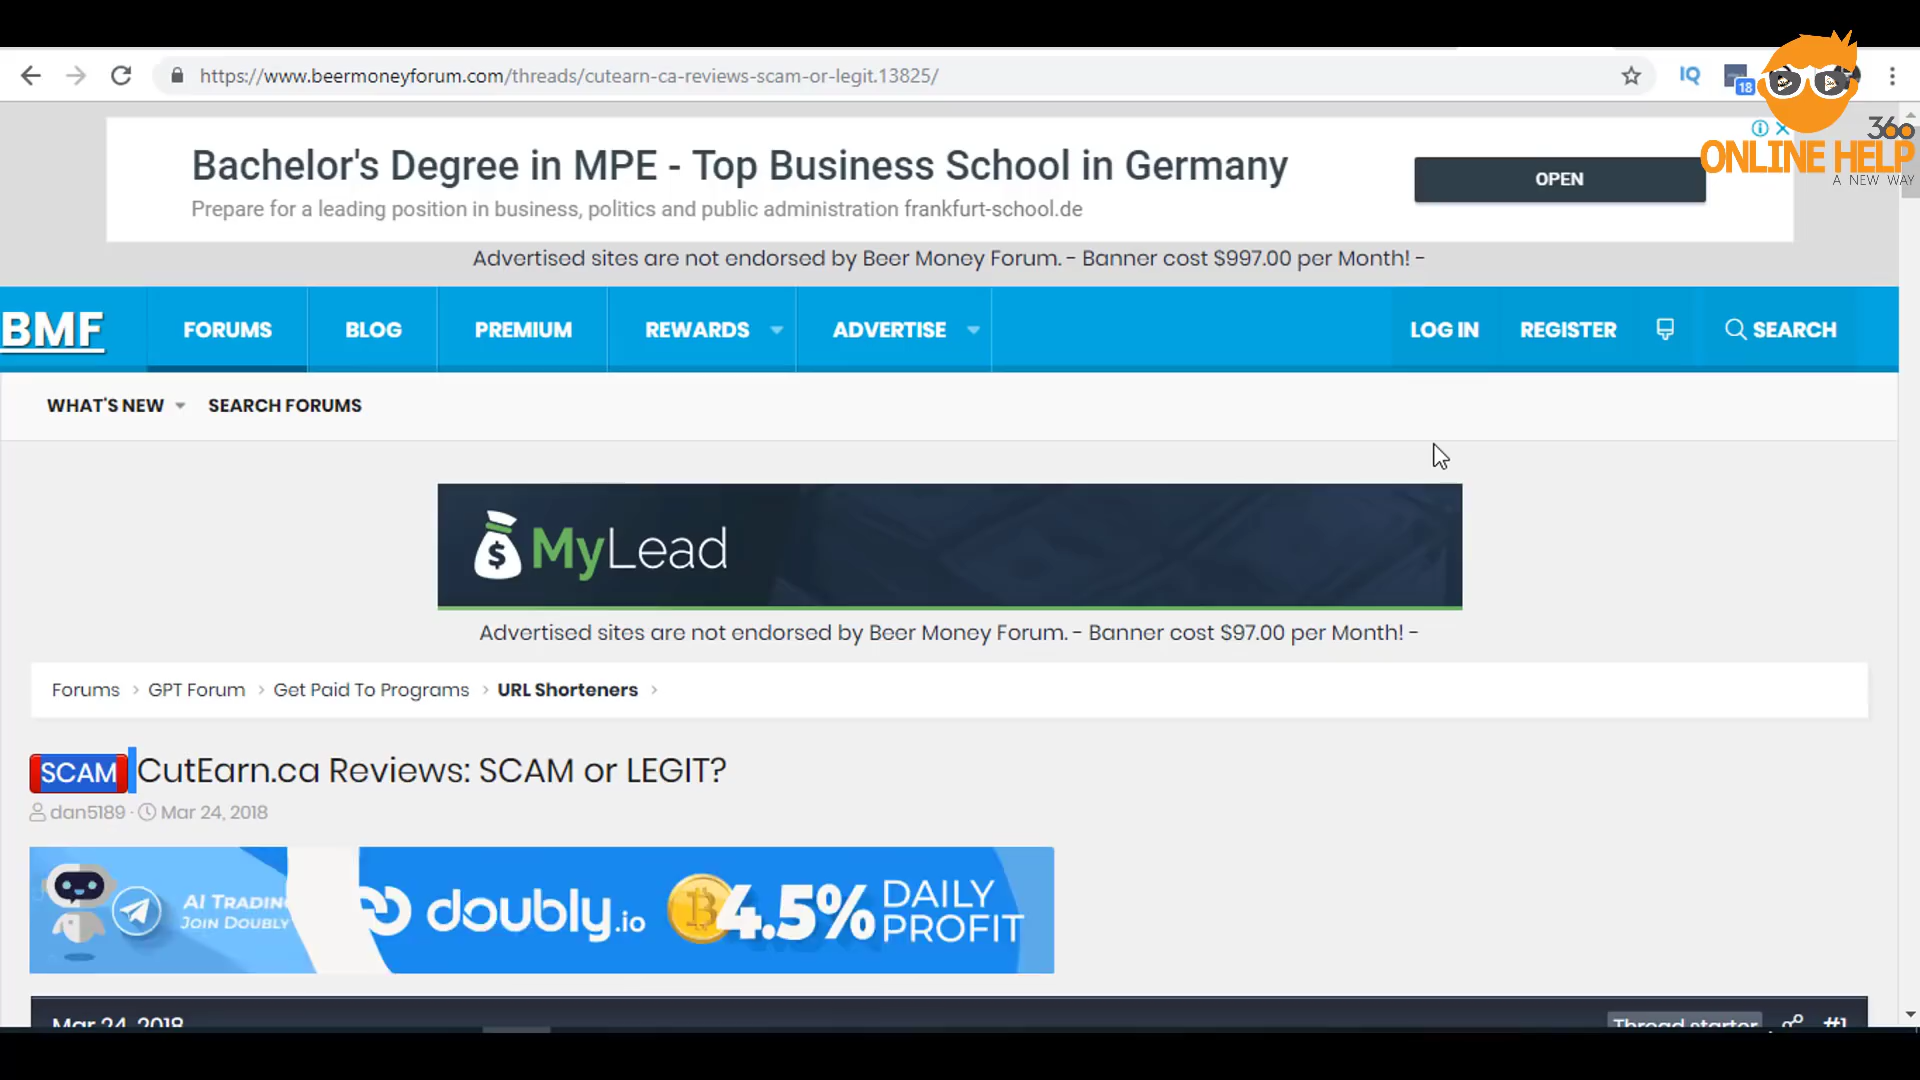 https://www.beermoneyforum.com/threads/cutearn-ca-reviews-scam-or-legit.13825/
IQ
18
360
ONLINE HELP
A NEW WAY
Bachelor's Degree in MPE - Top Business School in Germany
Prepare for a leading position in business, politics and public administration frankfurt-school.de
OPEN
Advertised sites are not endorsed by Beer Money Forum. - Banner cost $997.00 per Month! -
BMF
FORUMS
BLOG
PREMIUM
REWARDS
ADVERTISE
LOG IN
REGISTER
SEARCH
WHAT'S NEW
SEARCH FORUMS
$ MyLead
Advertised sites are not endorsed by Beer Money Forum. - Banner cost $97.00 per Month! -
Forums > GPT Forum > Get Paid To Programs > URL Shorteners >
SCAM CutEarn.ca Reviews: SCAM or LEGIT?
dan5189 · Mar 24, 2018
AI TRADING
JOIN DOUBLY
doubly.io
4.5%
DAILY
PROFIT
Mar 24, 2018
Thread starter
#1